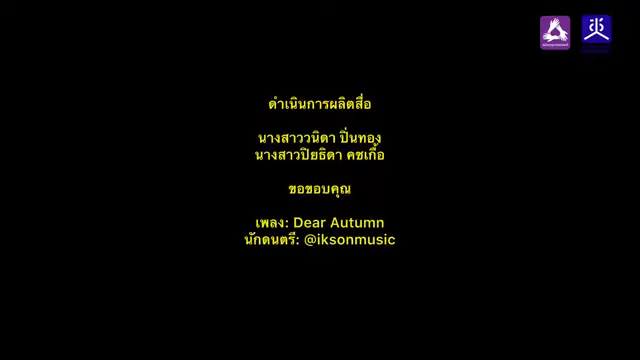 ดำเนินการผลิตสื่อ
นางสาววนิดา ปิ่นทอง
นางสาวปิยธิดา คชเกื้อ
ขอขอบคุณ
เพลง: Dear Autumn
นักดนตรี: @iksonmusic